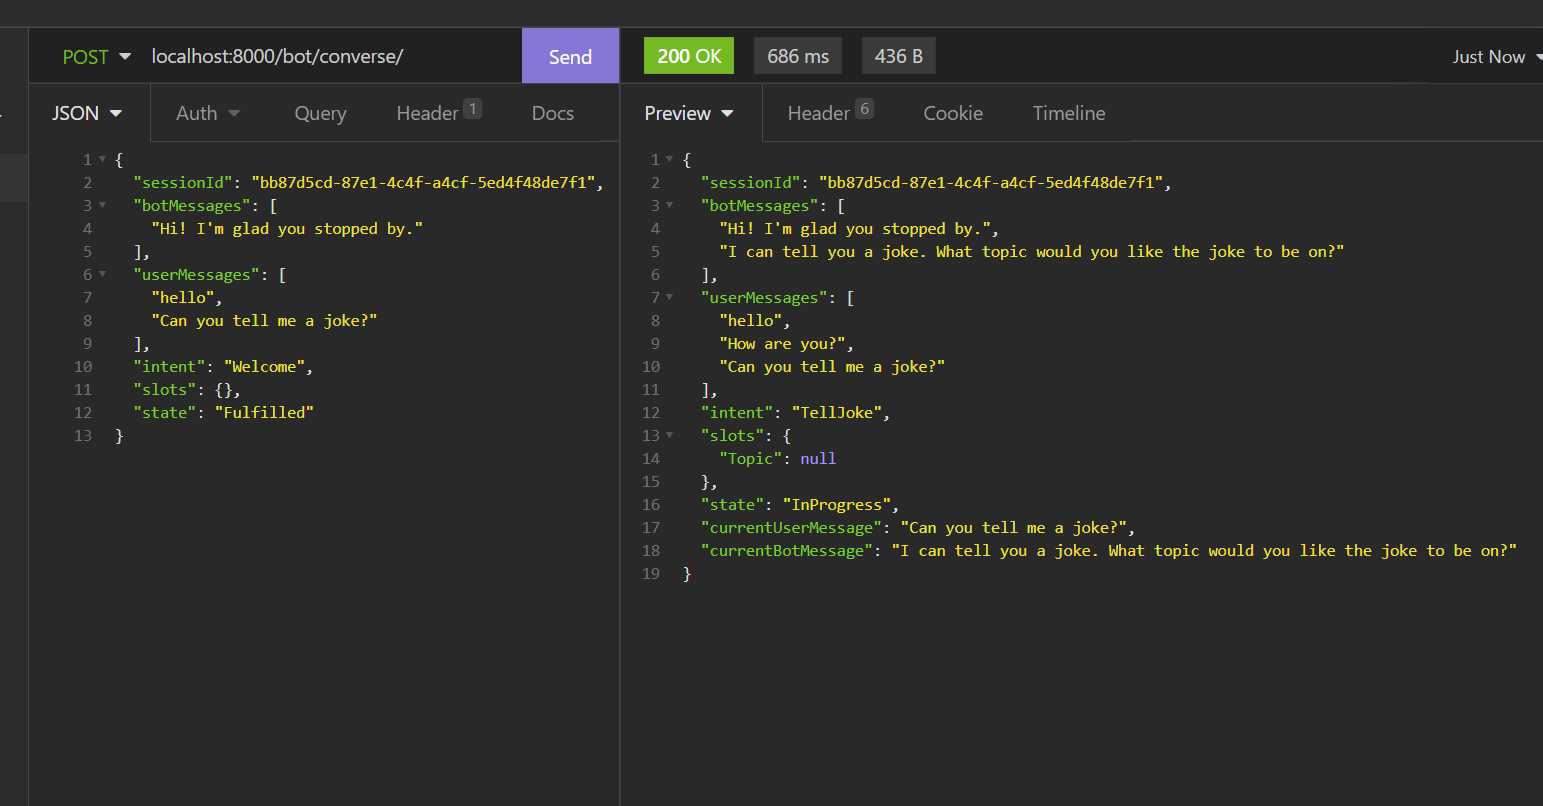 POST localhost:8000/bot/converse/ Send 200 OK 686 ms 436 B Just Now
JSON Auth Query Header 1 Docs
1 {
2 "sessionId": "bb87d5cd-87e1-4c4f-a4cf-5ed4f48de7f1",
3 "botMessages": [
4 "Hi! I'm glad you stopped by."
5 ],
6 "userMessages": [
7 "hello",
8 "Can you tell me a joke?"
9 ],
10 "intent": "Welcome",
11 "slots": {},
12 "state": "Fulfilled"
13 }
Preview Header 6 Cookie Timeline
1 {
2 "sessionId": "bb87d5cd-87e1-4c4f-a4cf-5ed4f48de7f1",
3 "botMessages": [
4 "Hi! I'm glad you stopped by.",
5 "I can tell you a joke. What topic would you like the joke to be on?"
6 ],
7 "userMessages": [
8 "hello",
9 "How are you?",
10 "Can you tell me a joke?"
11 ],
12 "intent": "TellJoke",
13 "slots": {
14 "Topic": null
15 },
16 "state": "InProgress",
17 "currentUserMessage": "Can you tell me a joke?",
18 "currentBotMessage": "I can tell you a joke. What topic would you like the joke to be on?"
19 }